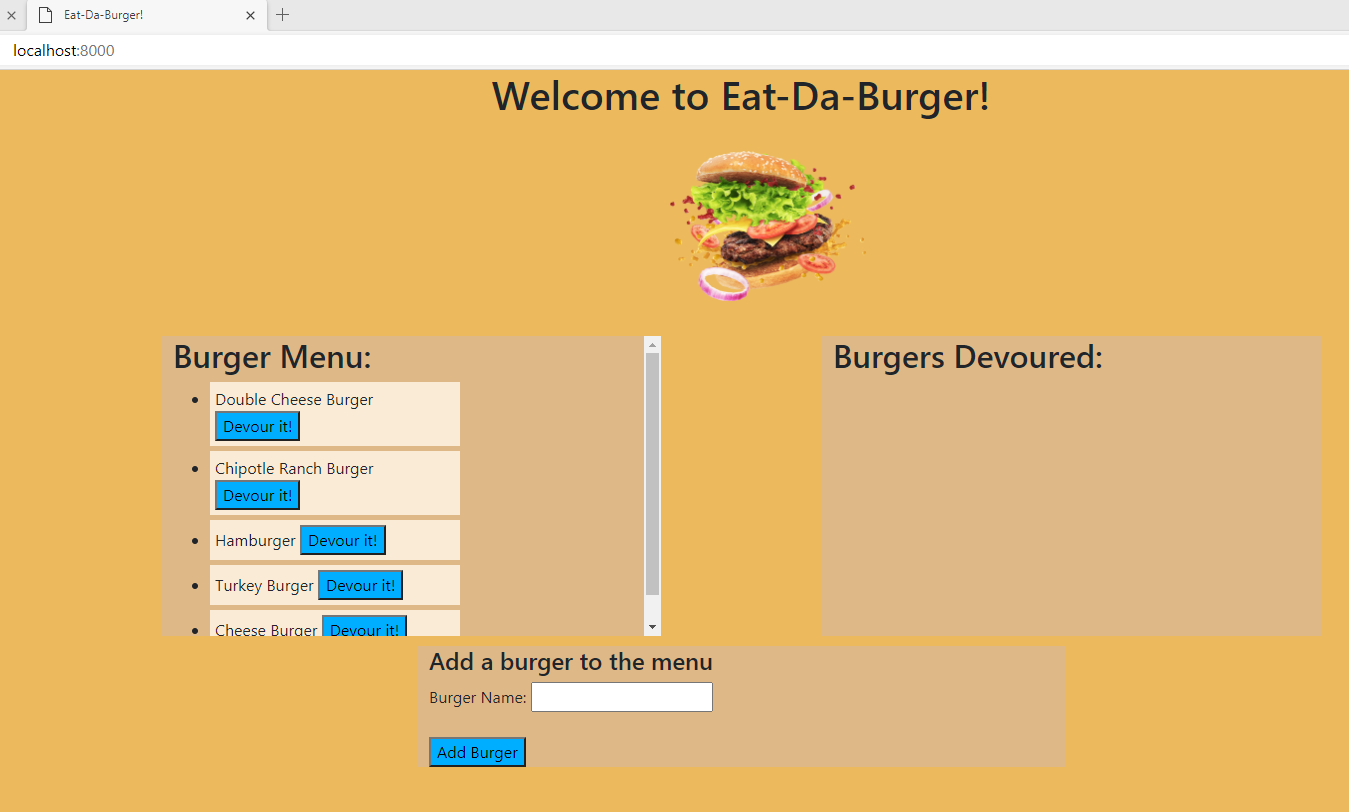 Eat-Da-Burger!
localhost:8000
Welcome to Eat-Da-Burger!
Burger Menu:
Double Cheese Burger
Devour it!
Chipotle Ranch Burger
Devour it!
Hamburger Devour it!
Turkey Burger Devour it!
Cheese Burger Devour it!
Burgers Devoured:
Add a burger to the menu
Burger Name:
Add Burger